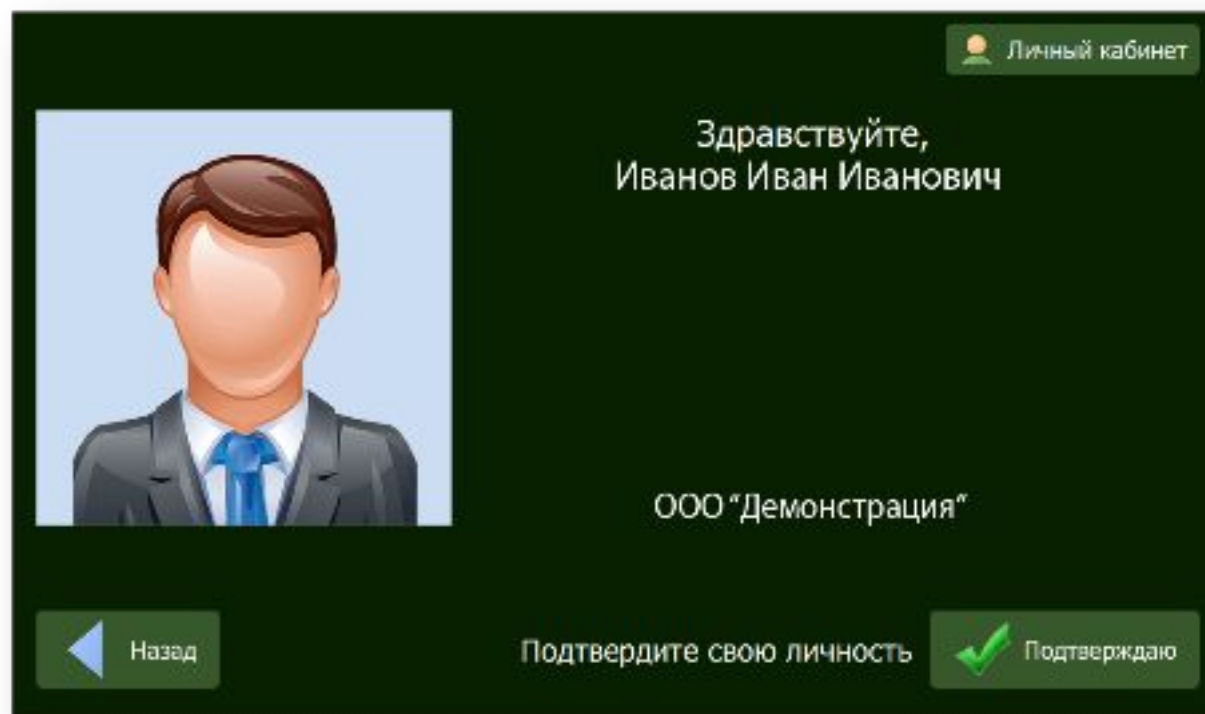 Личный кабинет
Здравствуйте,
Иванов Иван Иванович
ООО "Демонстрация"
Назад
Подтвердите свою личность
Подтверждаю